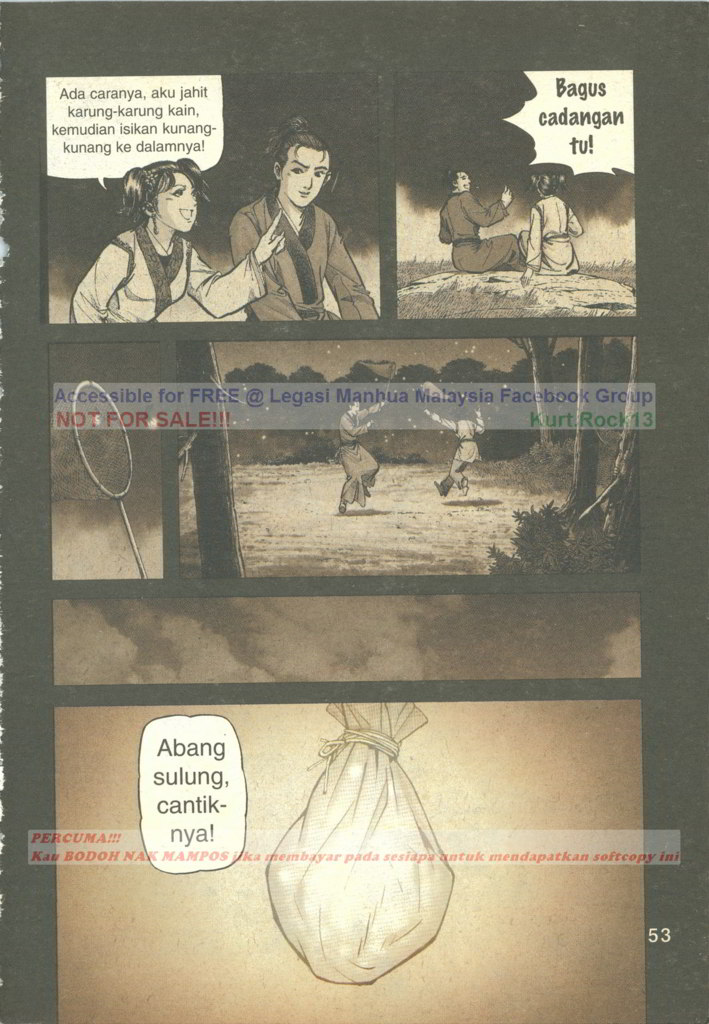 Ada caranya, aku jahit
karung-karung kain,
kemudian isikan kunang-
kunang ke dalamnya!
Bagus
cadangan
tu!
Accessible for FREE @ Legasi Manhua Malaysia Facebook Group
NOT FOR SALE!!!
Kurt.Rock13
Abang
sulung,
cantik-
nya!
PERCUMA!!!
Kau BODOH NAK MAMPOS jika membayar pada sesiapa untuk mendapatkan softcopy ini
53